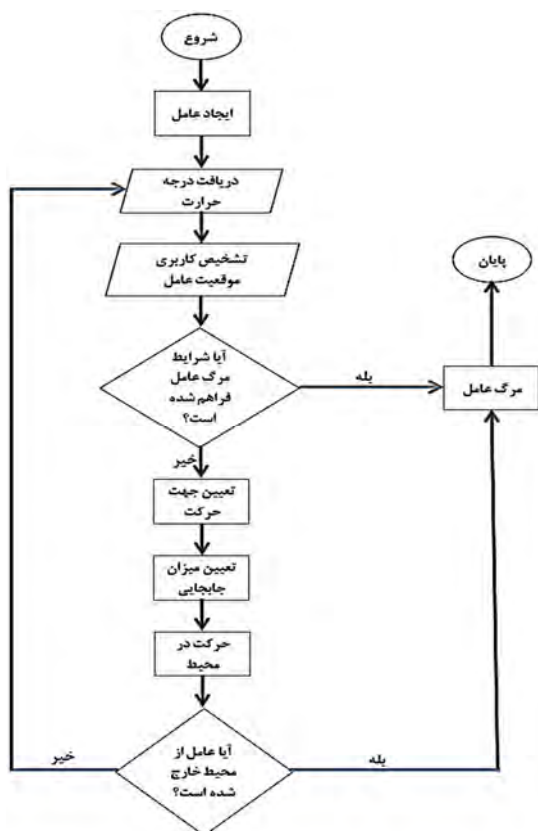 شروع
ایجاد عامل
دریافت درجه
حرارت
تشخیص کاربری
موقعیت عامل
پایان
آیا شرایط
مرگ عامل
فراهم شده
است؟
بله
مرگ عامل
خیر
تعیین جهت
حرکت
تعیین میزان
جابجایی
حرکت در
محیط
آیا عامل از
محیط خارج
شده است؟
بله
خیر